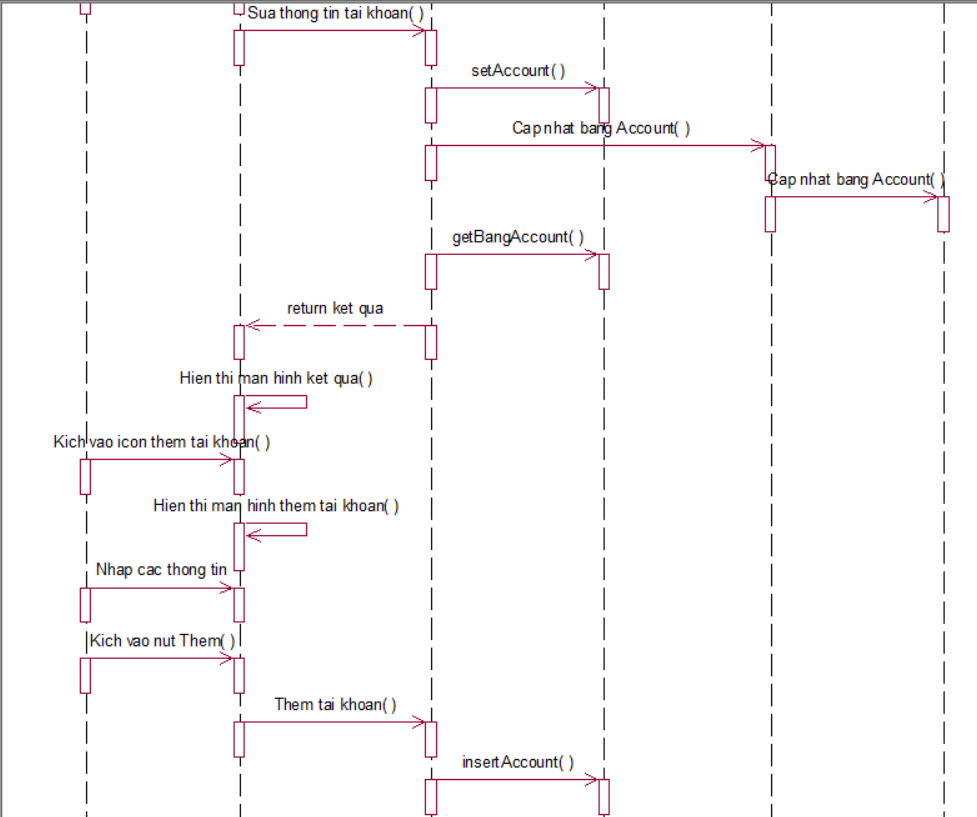 Sua thong tin tai khoan( )
setAccount( )
Cap nhat bang Account( )
Cap nhat bang Account( )
getBangAccount( )
return ket qua
Hien thi man hinh ket qua( )
Kich vao icon them tai khoan( )
Hien thi man hinh them tai khoan( )
Nhap cac thong tin
Kich vao nut Them( )
Them tai khoan( )
insertAccount( )